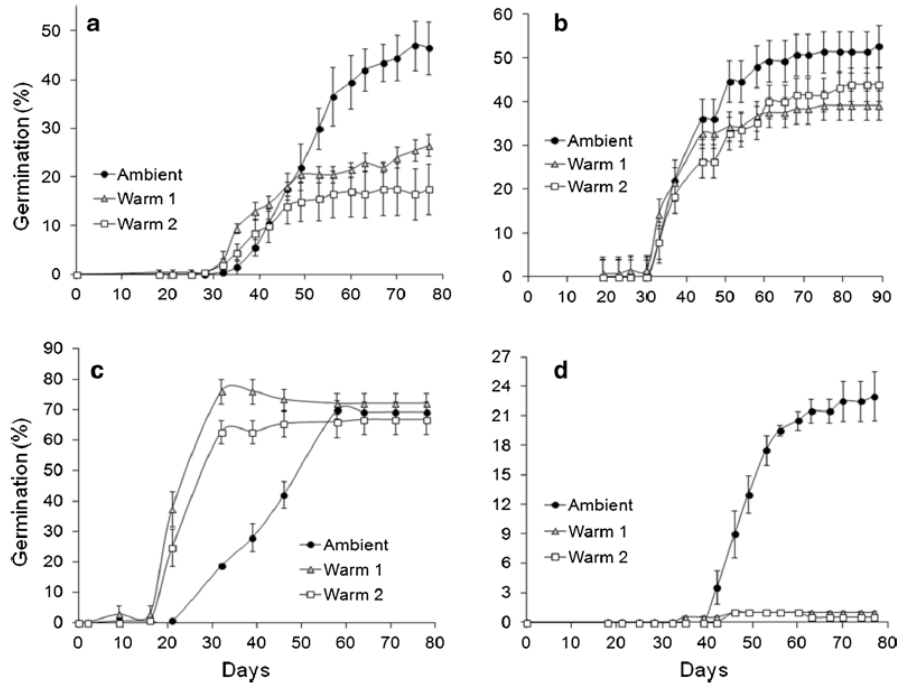 a
Germination (%)
50
40
30
20
10
0
Ambient
Warm 1
Warm 2
0 10 20 30 40 50 60 70 80
b
60
50
40
30
20
10
0
Ambient
Warm 1
Warm 2
0 10 20 30 40 50 60 70 80 90
c
Germination (%)
90
80
70
60
50
40
30
20
10
0
Ambient
Warm 1
Warm 2
0 10 20 30 40 50 60 70 80
Days
d
27
24
21
18
15
12
9
6
3
0
Ambient
Warm 1
Warm 2
0 10 20 30 40 50 60 70 80
Days